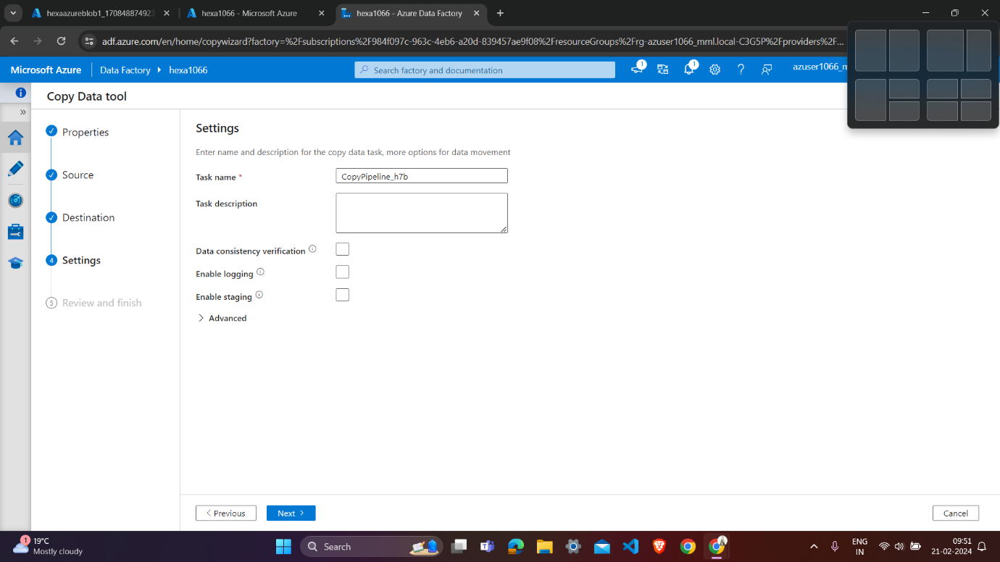 hexaazureblob1_170848874923
hexa1066 - Microsoft Azure
hexa1066 - Azure Data Factory
adf.azure.com/en/home/copywizard?factory=%2Fsubscriptions%2F984f097c-963c-4eb6-a20d-839457ae9f08%2FresourceGroups%2Frg-azuser1066_mml.local-C3G5P%2Fproviders%2F...
Microsoft Azure
Data Factory
hexa1066
Search factory and documentation
1
1
azuser1066_m
Copy Data tool
Properties
Source
Destination
4 Settings
5 Review and finish
Settings
Enter name and description for the copy data task, more options for data movement
Task name *
CopyPipeline_h7b
Task description
Data consistency verification
Enable logging
Enable staging
Advanced
Previous
Next
Cancel
1
19°C
Mostly cloudy
Search
ENG
IN
09:51
21-02-2024